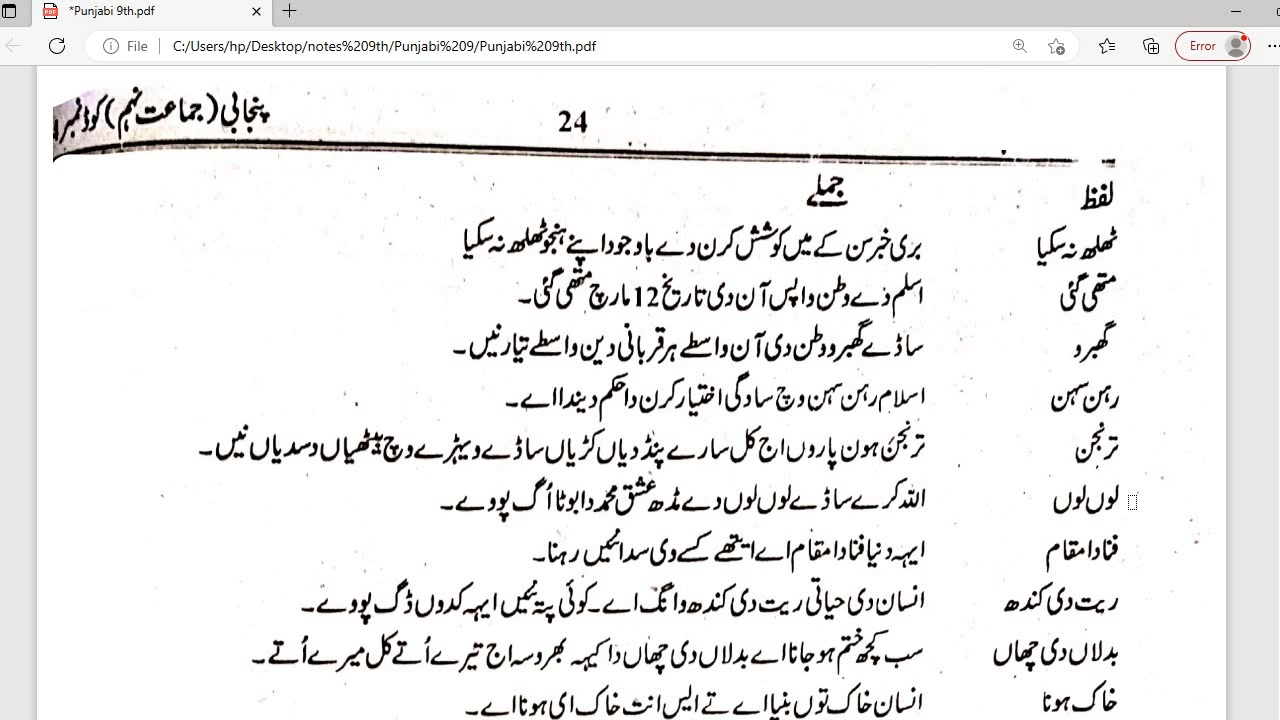 *Punjabi 9th.pdf
File C:/Users/hp/Desktop/notes%209th/Punjabi%209/Punjabi%209th.pdf Error
24 پنجابی (جماعت نہم) کوڈ نمبر
لفظ جملے
ٹھلھ نہ سکیا بری خبر سن کے میں کوشش کرن دے باوجود اپنے ہنجو ٹھلھ نہ سکیا
متھی گئی اسلم دے وطن واپس آن دی تاریخ 12 مارچ متھی گئی۔
گھبرو ساڈے گھبرو وطن دی آن واسطے ہر قربانی دین واسطے تیار نیں۔
رہن سہن اسلام رہن سہن وچ سادگی اختیار کرن دا حکم دیندا اے۔
ترنجن ترنجن ہون پاروں اج کل سارے پنڈ دیاں کڑیاں ساڈے ویہڑے وچ بیٹھیاں دسدیاں نیں۔
لوں لوں اللہ کرے ساڈے لوں لوں دے مڈھ عشق محمد دا بوٹا اُگ پووے۔
فنا دا مقام ایہہ دنیا فنا دا مقام اے ایتھے کسے وی سدا نئیں رہنا۔
ریت دی کندھ انسان دی حیاتی ریت دی کندھ وانگ اے۔ کوئی پتہ نئیں ایہہ کدوں ڈگ پووے۔
بدلاں دی چھاں سب کچھ ختم ہو جانا اے بدلاں دی چھاں دا کیہہ بھروسہ اج تیرے اُتے کل میرے اُتے۔
خاک ہونا انسان خاک توں بنیا اے تے ایس انت خاک ای ہونا اے۔